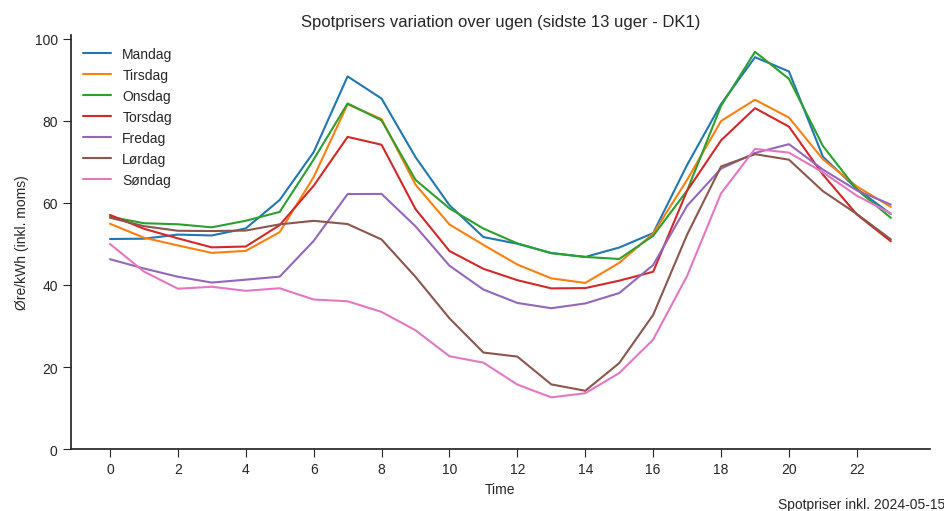 Spotprisers variation over ugen (sidste 13 uger - DK1)
100
80
60
40
20
0
Øre/kWh (inkl. moms)
Mandag
Tirsdag
Onsdag
Torsdag
Fredag
Lørdag
Søndag
0 2 4 6 8 10 12 14 16 18 20 22
Time
Spotpriser inkl. 2024-05-15